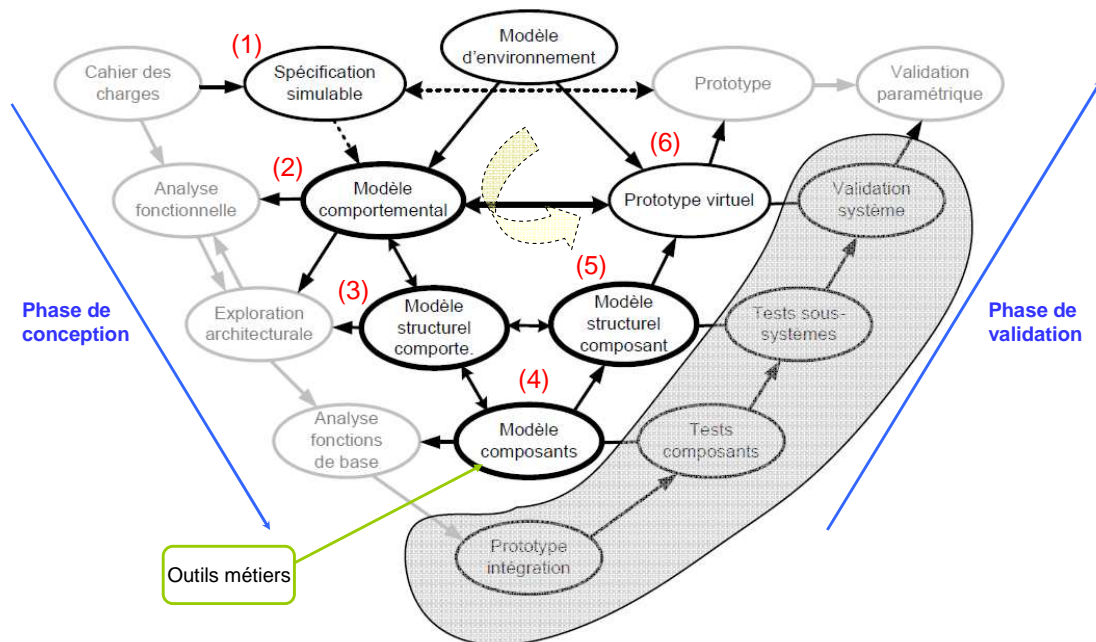 (1)
Modèle
d'environnement
Cahier des
charges
Spécification
simulable
Prototype
Validation
paramétrique
(2)
(6)
Analyse
fonctionnelle
Modèle
comportemental
Prototype virtuel
Validation
système
(3)
(5)
Phase de
conception
Exploration
architecturale
Modèle
structurel
comporte.
Modèle
structurel
composant
Tests sous-
systèmes
Phase de
validation
(4)
Analyse
fonctions
de base
Modèle
composants
Tests
composants
Prototype
intégration
Outils métiers